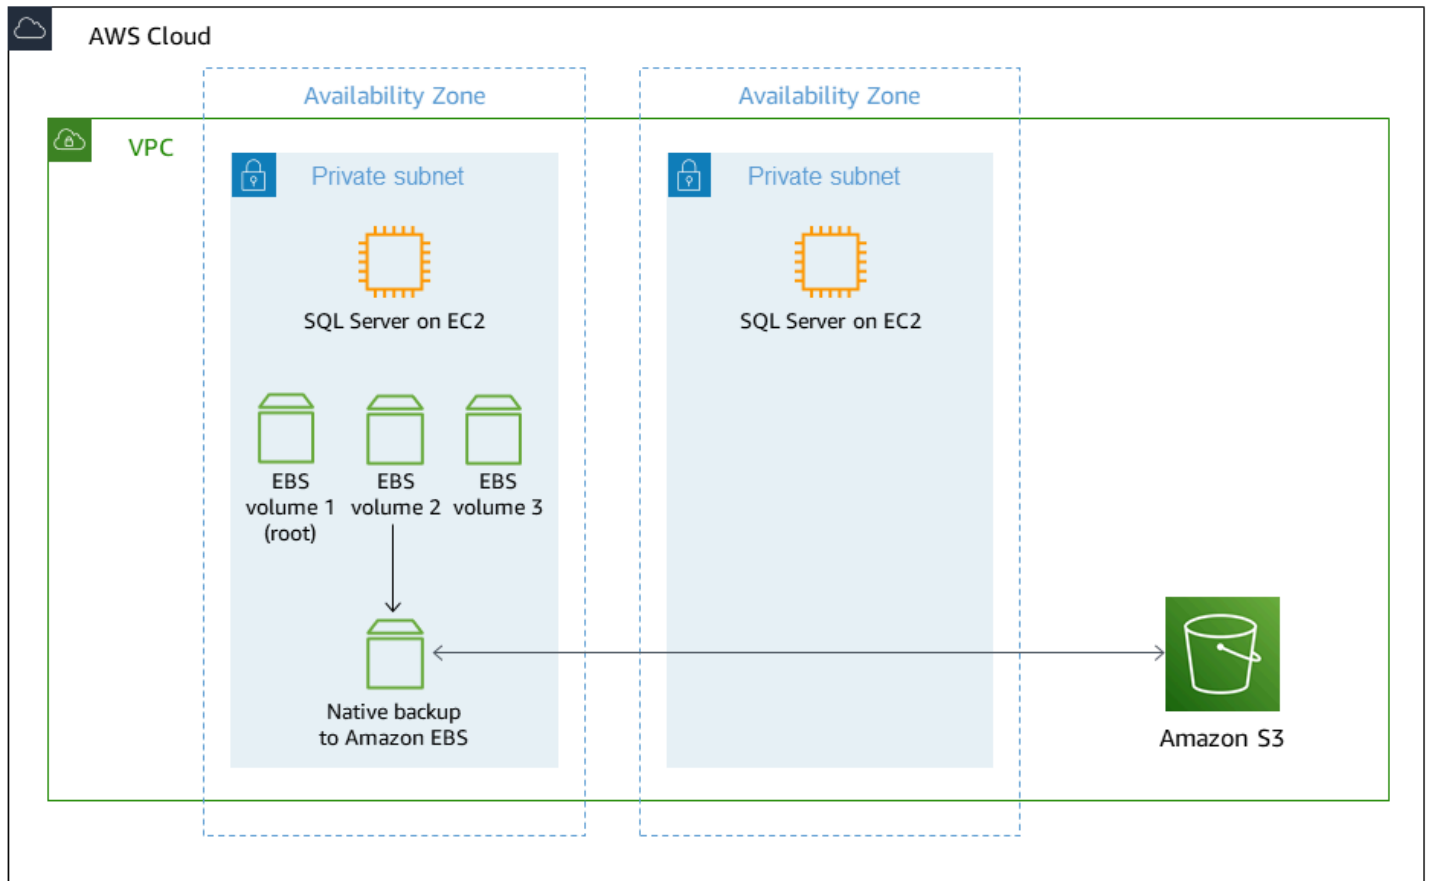 AWS Cloud
Availability Zone
Availability Zone
VPC
Private subnet
Private subnet
SQL Server on EC2
SQL Server on EC2
EBS
volume 1
(root)
EBS
volume 2
EBS
volume 3
Native backup
to Amazon EBS
Amazon S3